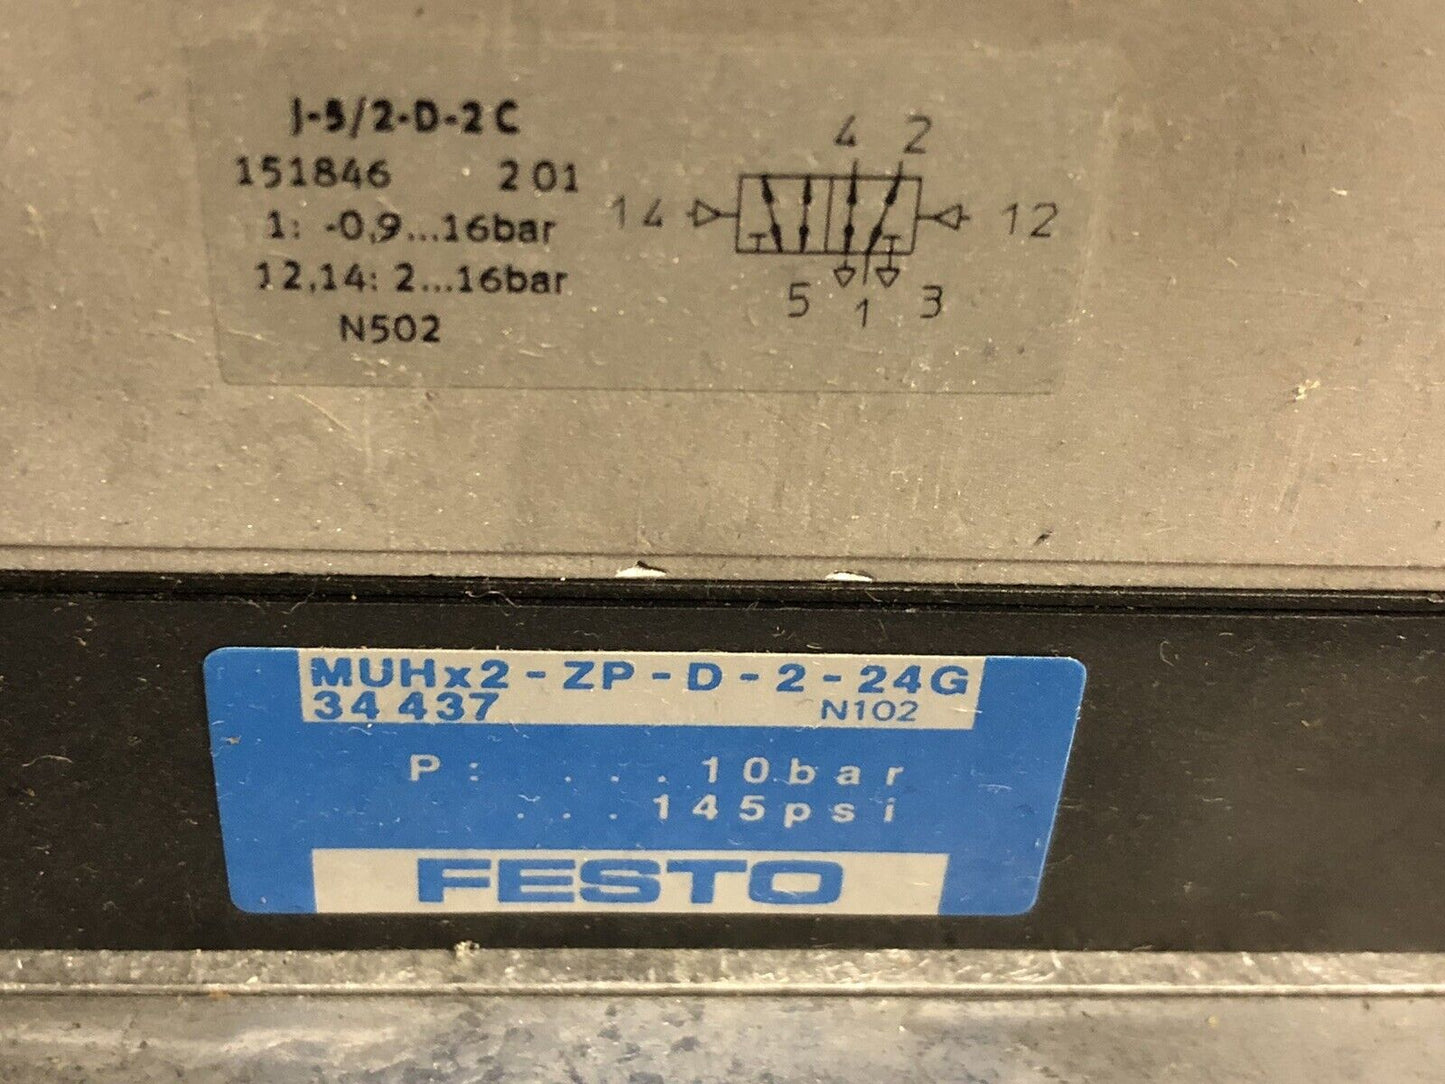 J-5/2-D-2 C
151846 201
1: -0,9...16bar
12,14: 2...16bar
N502
4 2
14 12
5 1 3
MUHx2-ZP-D-2-24G
34 437 N102
P: ...10bar
...145psi
FESTO